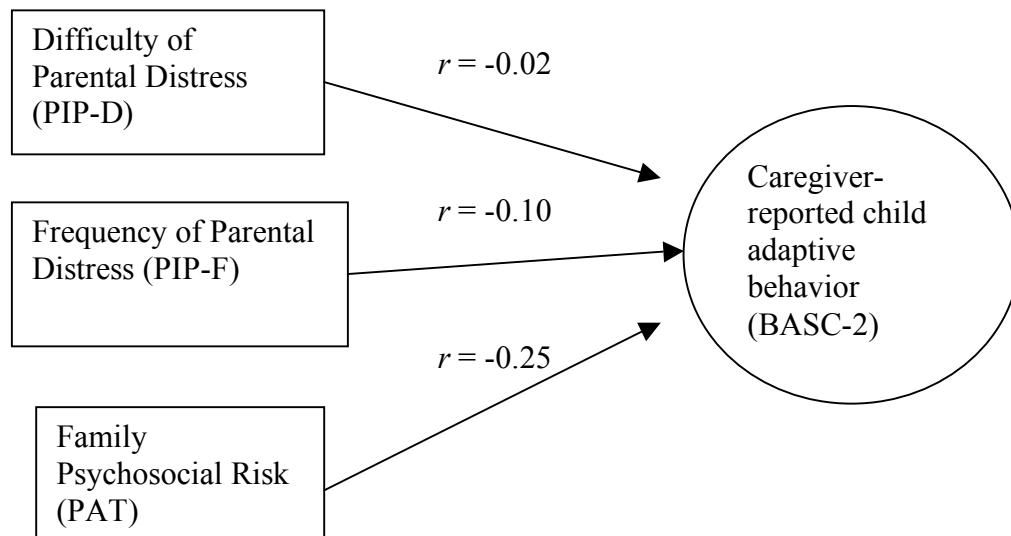 Difficulty of
Parental Distress
(PIP-D)
r = -0.02
Frequency of Parental
Distress (PIP-F)
r = -0.10
Family
Psychosocial Risk
(PAT)
r = -0.25
Caregiver-
reported child
adaptive
behavior
(BASC-2)